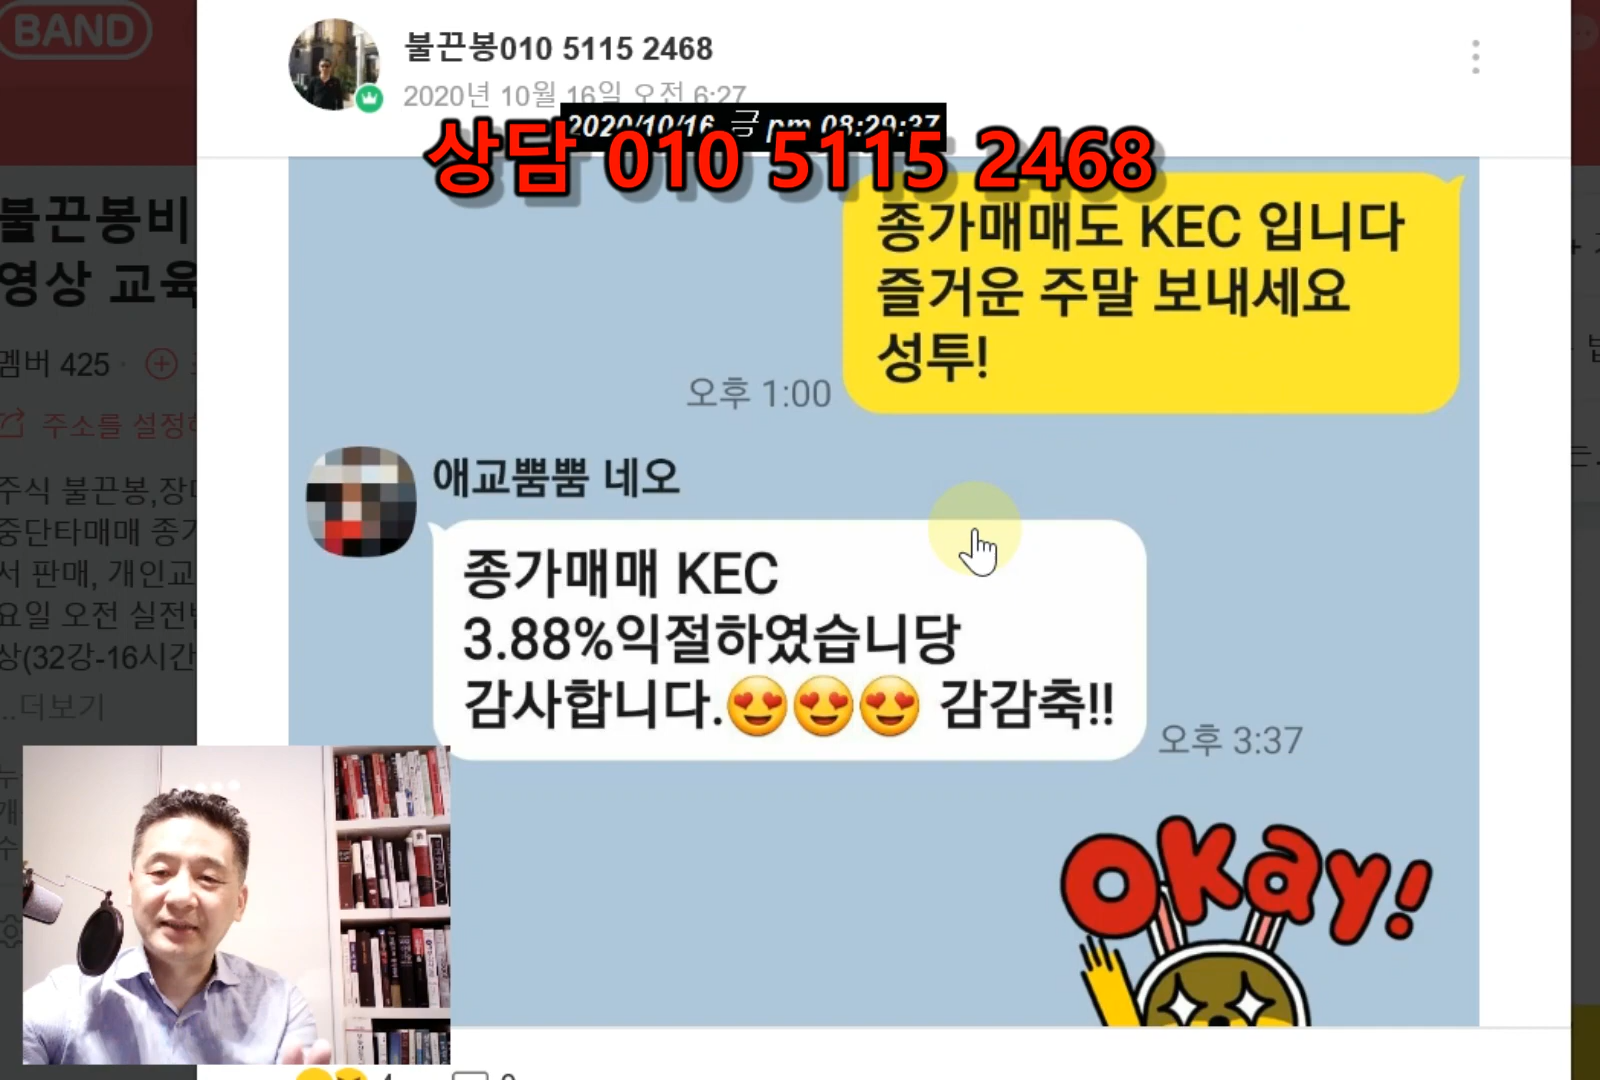 BAND
불끈봉010 5115 2468
2020년 10월 16일 오전 6:27
2020/10/16 금 pm 08:29:37
상담 010 5115 2468
종가매매도 KEC 입니다
즐거운 주말 보내세요
성투!
오후 1:00
애교뿜뿜 네오
종가매매 KEC
3.88%익절하였습니당
감사합니다.😍😍😍 감감축!!
오후 3:37
OKay!
불끈봉비
영상 교육
멤버 425
주소를 설정하
주식 불끈봉,장
중단타매매 종가
서 판매, 개인교
요일 오전 실전
상(32강-16시간
...더보기